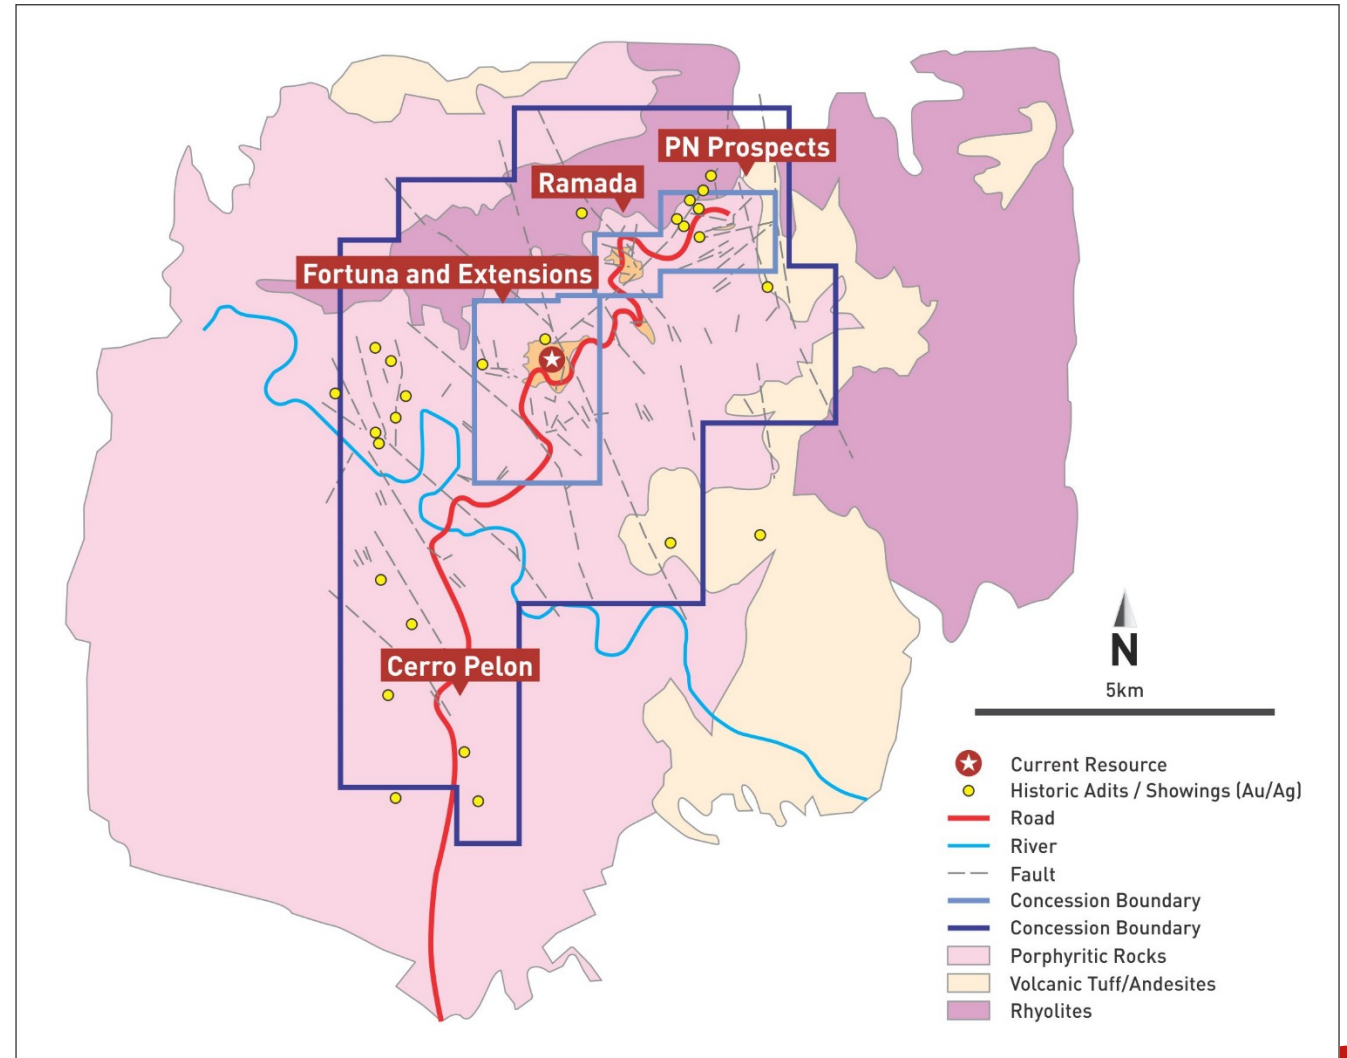 PN Prospects
Ramada
Fortuna and Extensions
Cerro Pelon
N
5km
Current Resource
Historic Adits / Showings (Au/Ag)
Road
River
Fault
Concession Boundary
Concession Boundary
Porphyritic Rocks
Volcanic Tuff/Andesites
Rhyolites